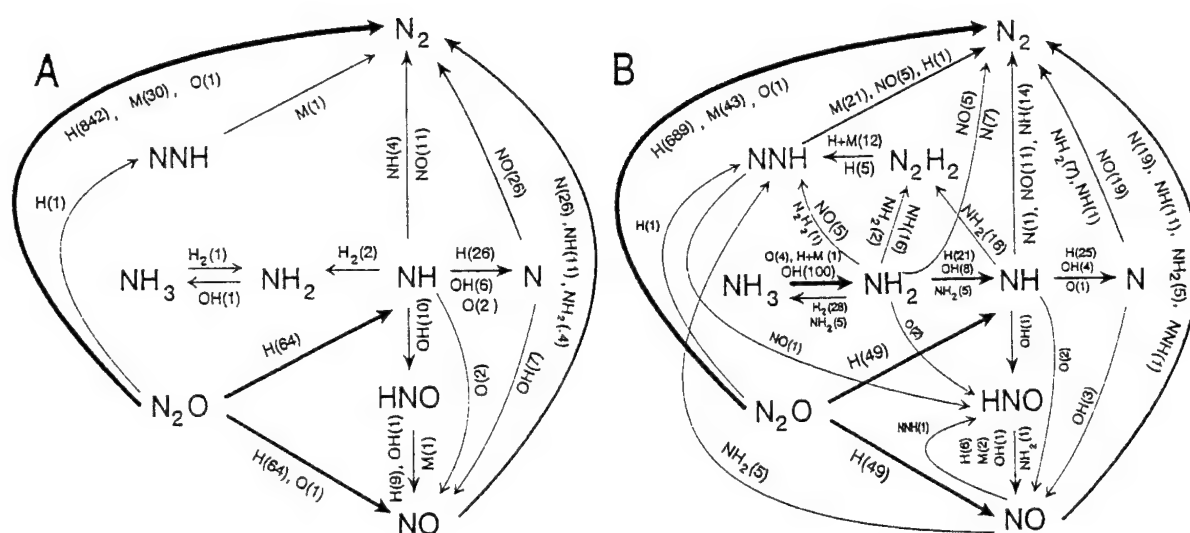 A
N2
H(842), M(30), O(1)
M(1)
NNH
H(1)
NH(4)
NO(11)
NO(26)
N(26), NH(11), NH2(.4)
NH3
H2(1)
OH(1)
NH2
H2(2)
NH
H(26)
OH(6)
O(2)
N
H(64)
OH(10)
O(2)
OH(7)
N2O
HNO
H(64), O(1)
H(9), OH(1)
M(1)
NO
B
N2
H(689), M(43), O(1)
M(21), NO(5), H(1)
NO(5)
N(7)
N(1), NO(11), NH(14)
NH2(7), NH(1)
NO(19)
N(19), NH(11), NH2(5), NNH(1)
NNH
H+M(12)
H(5)
N2H2
H(1)
NO(5)
N2H2(1)
NH2(2)
NH(16)
NH2(18)
NH3
O(4), H+M(1)
OH(100)
H2(28)
NH2(5)
NH2
H(21)
OH(8)
NH2(5)
NH
H(25)
OH(4)
O(1)
N
NO(1)
H(49)
O(2)
OH(1)
O(2)
OH(3)
N2O
HNO
H(49)
NH2(5)
NNH(1)
H(6)
M(2)
OH(1)
NH2(1)
NO